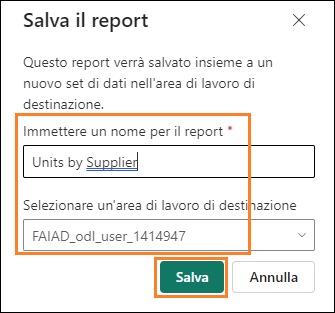 Salva il report
Questo report verrà salvato insieme a
un nuovo set di dati nell'area di lavoro di
destinazione.
Immettere un nome per il report *
Units by Supplier
Selezionare un'area di lavoro di destinazione
FAIAD_odl_user_1414947
Salva
Annulla